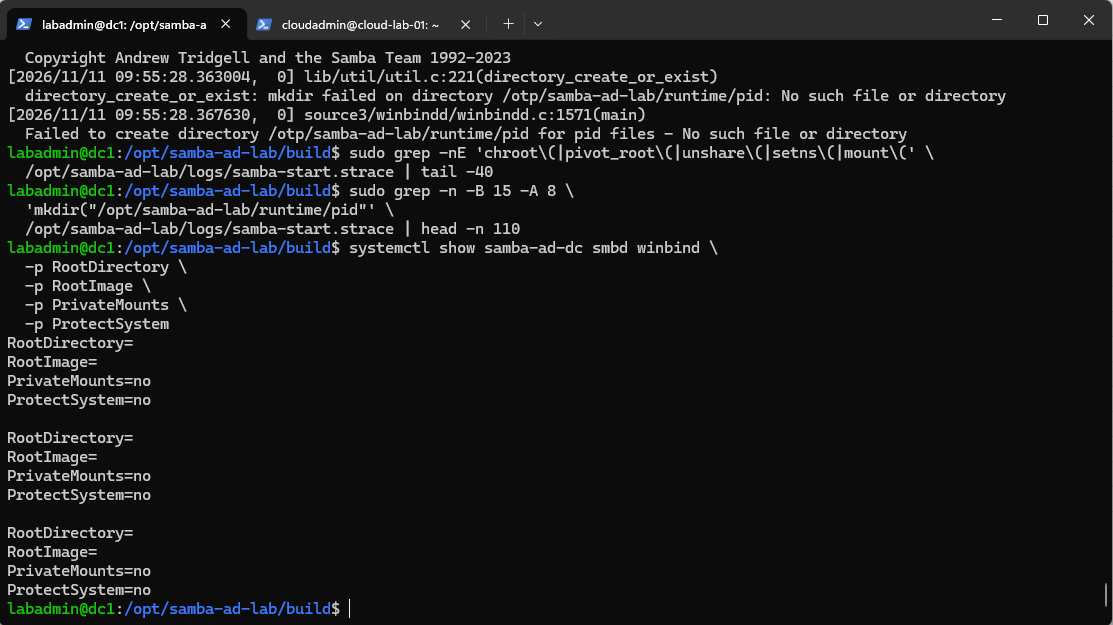 labadmin@dc1: /opt/samba-a
cloudadmin@cloud-lab-01: ~
Copyright Andrew Tridgell and the Samba Team 1992-2023
[2026/11/11 09:55:28.363004,  0] lib/util/util.c:221(directory_create_or_exist)
  directory_create_or_exist: mkdir failed on directory /otp/samba-ad-lab/runtime/pid: No such file or directory
[2026/11/11 09:55:28.367630,  0] source3/winbindd/winbindd.c:1571(main)
  Failed to create directory /otp/samba-ad-lab/runtime/pid for pid files - No such file or directory
labadmin@dc1:/opt/samba-ad-lab/build$ sudo grep -nE 'chroot\(|pivot_root\(|unshare\(|setns\(|mount\(' \
  /opt/samba-ad-lab/logs/samba-start.strace | tail -40
labadmin@dc1:/opt/samba-ad-lab/build$ sudo grep -n -B 15 -A 8 \
  'mkdir("/opt/samba-ad-lab/runtime/pid"' \
  /opt/samba-ad-lab/logs/samba-start.strace | head -n 110
labadmin@dc1:/opt/samba-ad-lab/build$ systemctl show samba-ad-dc smbd winbind \
  -p RootDirectory \
  -p RootImage \
  -p PrivateMounts \
  -p ProtectSystem
RootDirectory=
RootImage=
PrivateMounts=no
ProtectSystem=no

RootDirectory=
RootImage=
PrivateMounts=no
ProtectSystem=no

RootDirectory=
RootImage=
PrivateMounts=no
ProtectSystem=no
labadmin@dc1:/opt/samba-ad-lab/build$